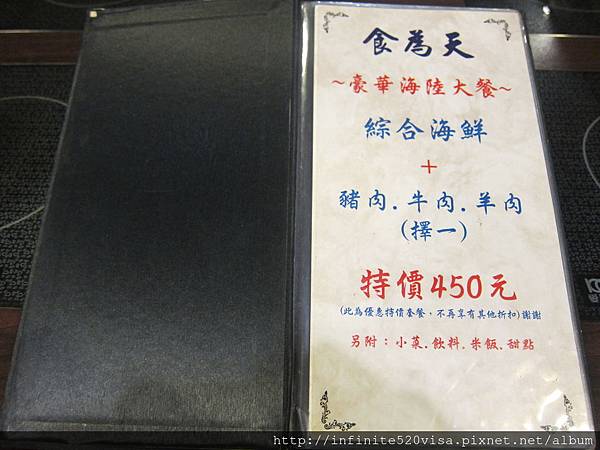 食為天
~豪華海陸大餐~
綜合海鮮
+
豬肉.牛肉.羊肉
(擇一)
特價450元
(此為優惠特價套餐、不再享有其他折扣)謝謝
另附：小菜.飲料.米飯.甜點
http://infinite520visa.pixnet.net/album